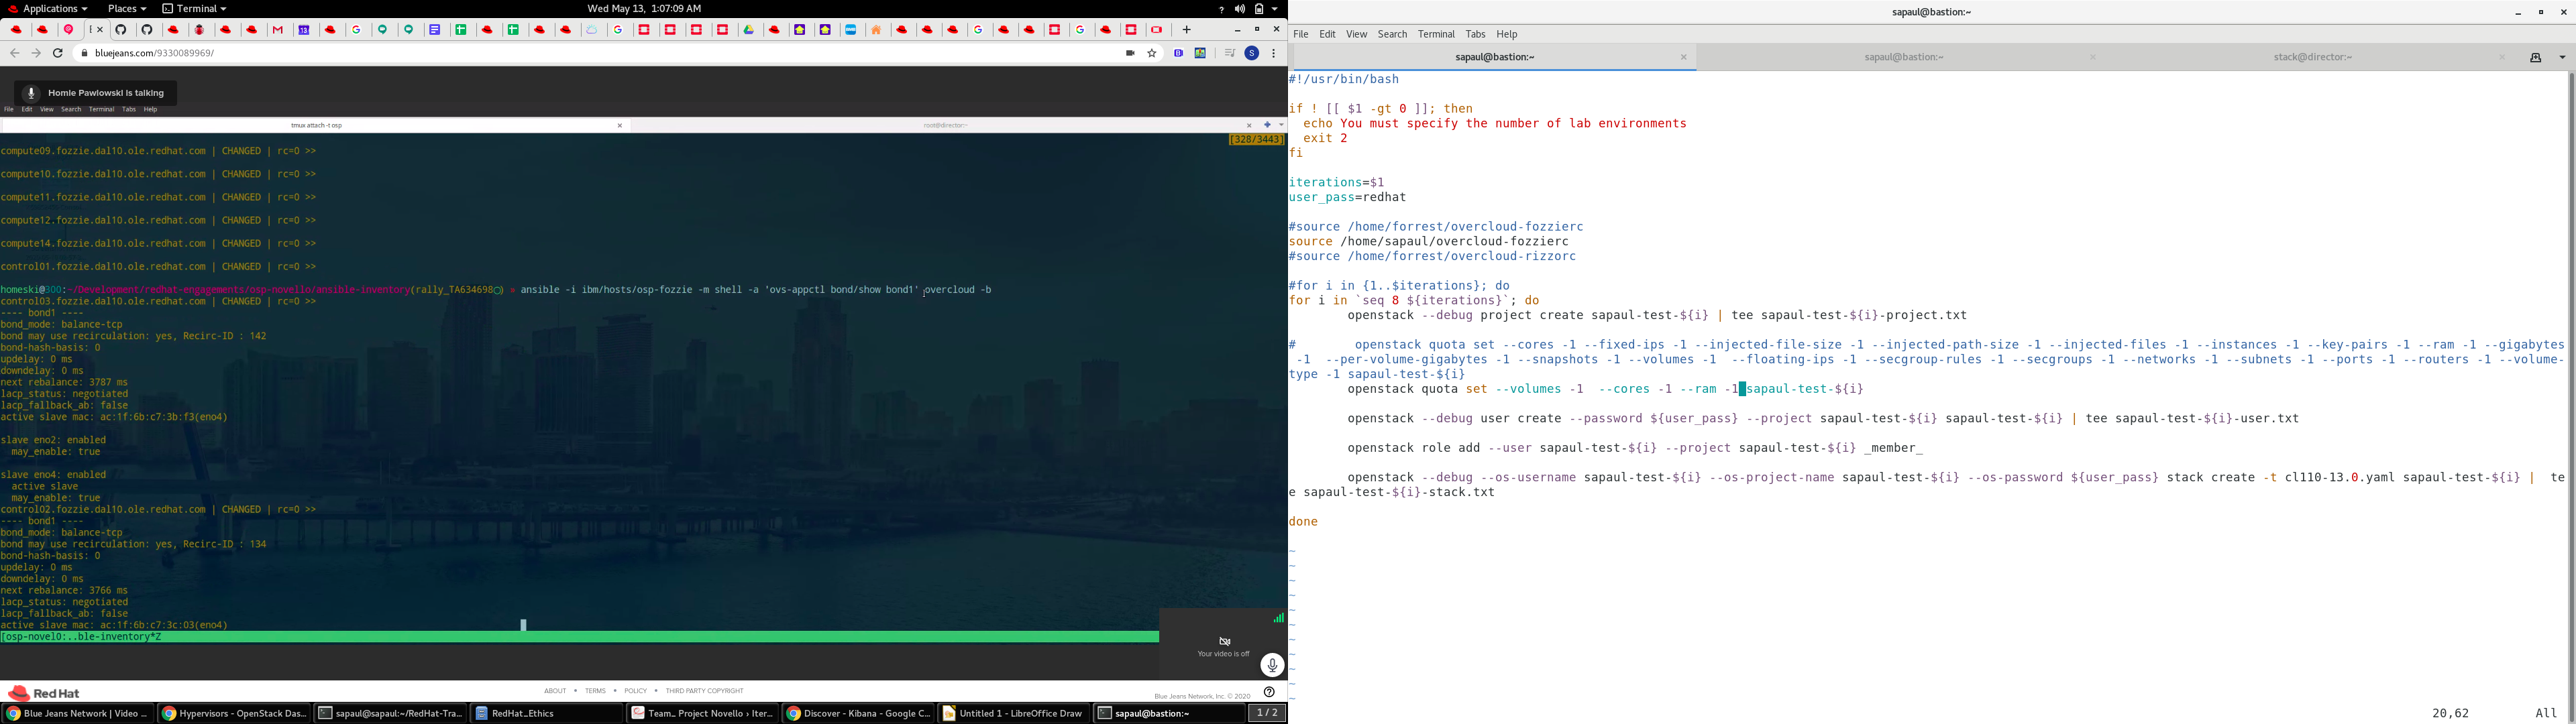 Applications
Places
Terminal
Wed May 13, 1:07:09 AM
bluejeans.com/9330089969/
Homie Pawlowski is talking
File Edit View Search Terminal Tabs Help
tmux attach -t osp
root@director:~
[328/3443]
compute09.fozzie.dal10.ole.redhat.com | CHANGED | rc=0 >>
compute10.fozzie.dal10.ole.redhat.com | CHANGED | rc=0 >>
compute11.fozzie.dal10.ole.redhat.com | CHANGED | rc=0 >>
compute12.fozzie.dal10.ole.redhat.com | CHANGED | rc=0 >>
compute14.fozzie.dal10.ole.redhat.com | CHANGED | rc=0 >>
control01.fozzie.dal10.ole.redhat.com | CHANGED | rc=0 >>
homeski@300:~/Development/redhat-engagements/osp-novello/ansible-inventory(rally_TA634698○) » ansible -i ibm/hosts/osp-fozzie -m shell -a 'ovs-appctl bond/show bond1' overcloud -b
control03.fozzie.dal10.ole.redhat.com | CHANGED | rc=0 >>
---- bond1 ----
bond_mode: balance-tcp
bond may use recirculation: yes, Recirc-ID : 142
bond-hash-basis: 0
updelay: 0 ms
downdelay: 0 ms
next rebalance: 3787 ms
lacp_status: negotiated
lacp_fallback_ab: false
active slave mac: ac:1f:6b:c7:3b:f3(eno4)
slave eno2: enabled
may_enable: true
slave eno4: enabled
active slave
may_enable: true
control02.fozzie.dal10.ole.redhat.com | CHANGED | rc=0 >>
---- bond1 ----
bond_mode: balance-tcp
bond may use recirculation: yes, Recirc-ID : 134
bond-hash-basis: 0
updelay: 0 ms
downdelay: 0 ms
next rebalance: 3766 ms
lacp_status: negotiated
lacp_fallback_ab: false
active slave mac: ac:1f:6b:c7:3c:03(eno4)
[osp-novel0:..ble-inventory*Z
Your video is off
Red Hat
ABOUT • TERMS • POLICY • THIRD PARTY COPYRIGHT
Blue Jeans Network, Inc. © 2020
Blue Jeans Network | Video ...
Hypervisors - OpenStack Das...
sapaul@sapaul:~/RedHat-Tra...
RedHat_Ethics
Team_ Project Novello › Iter...
Discover - Kibana - Google C...
Untitled 1 - LibreOffice Draw
sapaul@bastion:~
1 / 2
sapaul@bastion:~
File Edit View Search Terminal Tabs Help
sapaul@bastion:~
sapaul@bastion:~
stack@director:~
#!/usr/bin/bash
if ! [[ $1 -gt 0 ]]; then
echo You must specify the number of lab environments
exit 2
fi
iterations=$1
user_pass=redhat
#source /home/forrest/overcloud-fozzierc
source /home/sapaul/overcloud-fozzierc
#source /home/forrest/overcloud-rizzorc
#for i in {1..$iterations}; do
for i in `seq 8 ${iterations}`; do
openstack --debug project create sapaul-test-${i} | tee sapaul-test-${i}-project.txt
# openstack quota set --cores -1 --fixed-ips -1 --injected-file-size -1 --injected-path-size -1 --injected-files -1 --instances -1 --key-pairs -1 --ram -1 --gigabytes
-1 --per-volume-gigabytes -1 --snapshots -1 --volumes -1 --floating-ips -1 --secgroup-rules -1 --secgroups -1 --networks -1 --subnets -1 --ports -1 --routers -1 --volume-
type -1 sapaul-test-${i}
openstack quota set --volumes -1 --cores -1 --ram -1 sapaul-test-${i}
openstack --debug user create --password ${user_pass} --project sapaul-test-${i} sapaul-test-${i} | tee sapaul-test-${i}-user.txt
openstack role add --user sapaul-test-${i} --project sapaul-test-${i} _member_
openstack --debug --os-username sapaul-test-${i} --os-project-name sapaul-test-${i} --os-password ${user_pass} stack create -t cl110-13.0.yaml sapaul-test-${i} | te
e sapaul-test-${i}-stack.txt
done
~
~
~
~
~
~
~
~
~
~
~
20,62
All